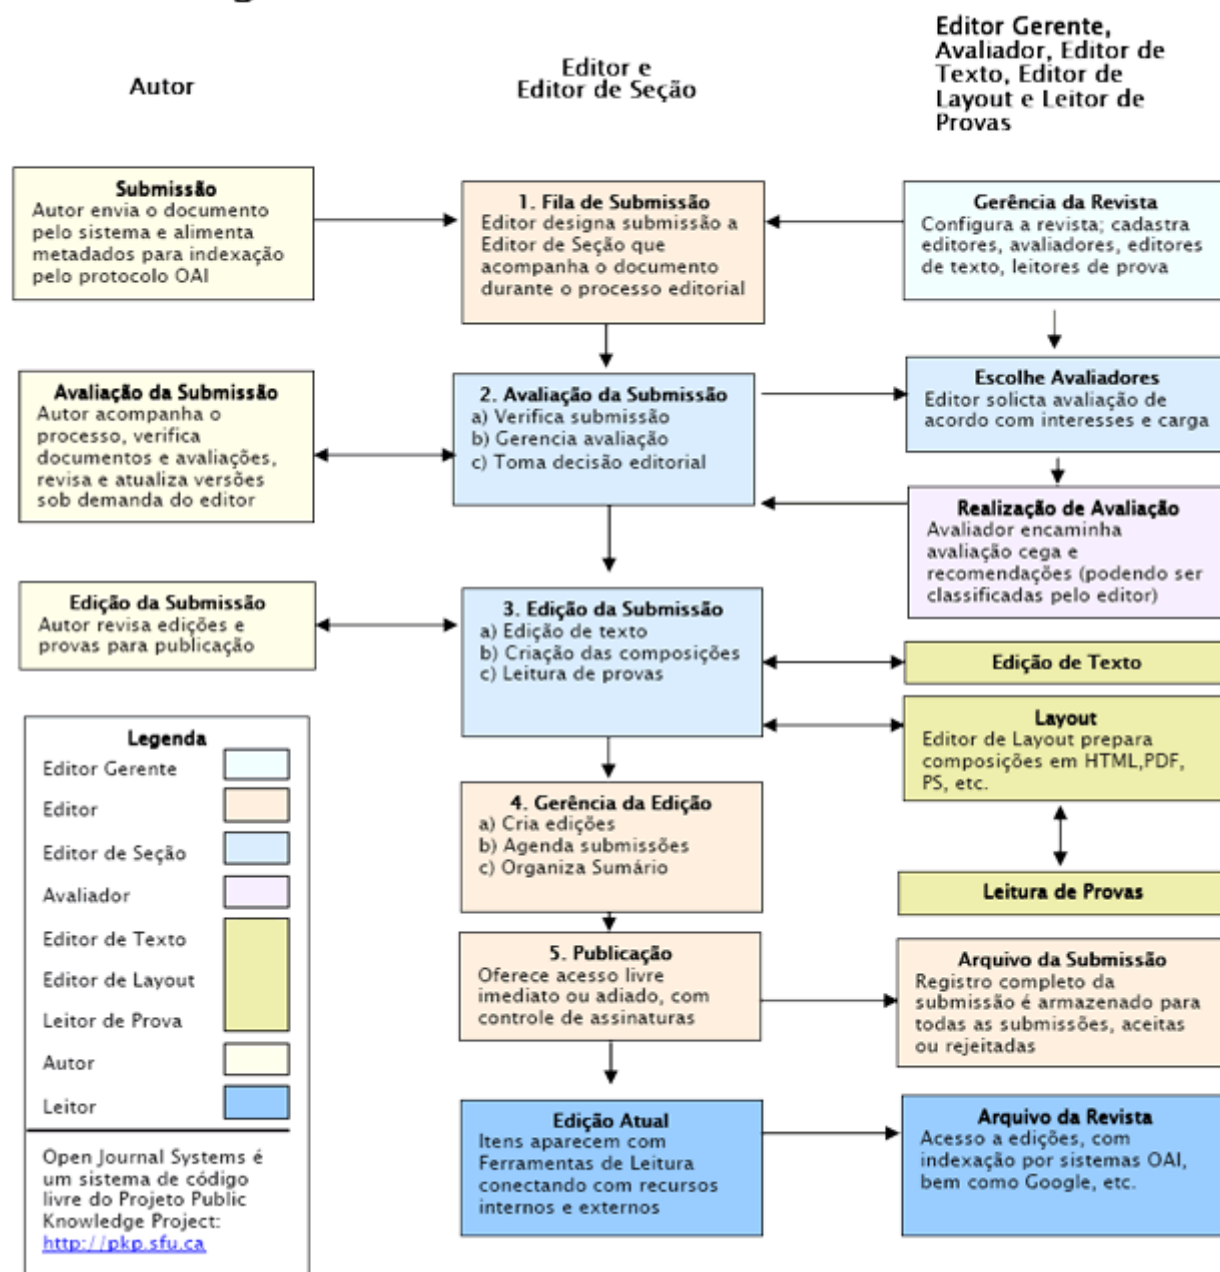 Autor
Editor e
Editor de Seção
Editor Gerente,
Avaliador, Editor de
Texto, Editor de
Layout e Leitor de
Provas
Submissão
Autor envia o documento
pelo sistema e alimenta
metadados para indexação
pelo protocolo OAI
1. Fila de Submissão
Editor designa submissão a
Editor de Seção que
acompanha o documento
durante o processo editorial
Gerência da Revista
Configura a revista; cadastra
editores, avaliadores, editores
de texto, leitores de prova
Avaliação da Submissão
Autor acompanha o
processo, verifica
documentos e avaliações,
revisa e atualiza versões
sob demanda do editor
2. Avaliação da Submissão
a) Verifica submissão
b) Gerencia avaliação
c) Toma decisão editorial
Escolhe Avaliadores
Editor solicta avaliação de
acordo com interesses e carga
Realização de Avaliação
Avaliador encaminha
avaliação cega e
recomendações (podendo ser
classificadas pelo editor)
Edição da Submissão
Autor revisa edições e
provas para publicação
3. Edição da Submissão
a) Edição de texto
b) Criação das composições
c) Leitura de provas
Edição de Texto
Layout
Editor de Layout prepara
composições em HTML,PDF,
PS, etc.
Leitura de Provas
4. Gerência da Edição
a) Cria edições
b) Agenda submissões
c) Organiza Sumário
5. Publicação
Oferece acesso livre
imediato ou adiado, com
controle de assinaturas
Arquivo da Submissão
Registro completo da
submissão é armazenado para
todas as submissões, aceitas
ou rejeitadas
Edição Atual
Itens aparecem com
Ferramentas de Leitura
conectando com recursos
internos e externos
Arquivo da Revista
Acesso a edições, com
indexação por sistemas OAI,
bem como Google, etc.
Legenda
Editor Gerente
Editor
Editor de Seção
Avaliador
Editor de Texto
Editor de Layout
Leitor de Prova
Autor
Leitor
Open Journal Systems é
um sistema de código
livre do Projeto Public
Knowledge Project:
http://pkp.sfu.ca